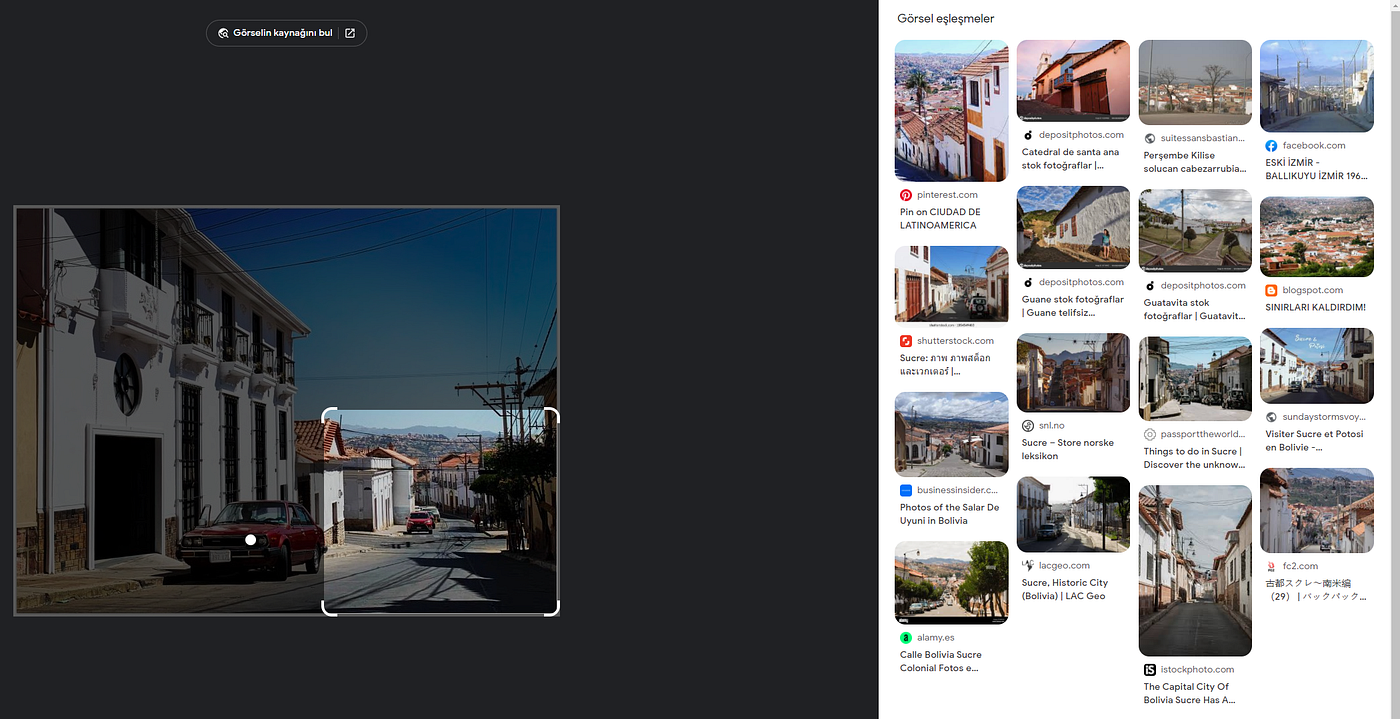 Görselin kaynağını bul
Görsel eşleşmeler
pinterest.com
Pin on CIUDAD DE
LATINOAMERICA
shutterstock.com
Sucre: ภาพ ภาพสต็อก
และเวกเตอร์ |...
businessinsider.c...
Photos of the Salar De
Uyuni in Bolivia
alamy.es
Calle Bolivia Sucre
Colonial Fotos e...
depositphotos.com
Catedral de santa ana
stok fotoğraflar |...
depositphotos.com
Guane stok fotoğraflar
| Guane telifsiz...
snl.no
Sucre – Store norske
leksikon
lacgeo.com
Sucre, Historic City
(Bolivia) | LAC Geo
suitessansbastian...
Perşembe Kilise
solucan cabezarrubia...
depositphotos.com
Guatavita stok
fotoğraflar | Guatavit...
passporttheworld...
Things to do in Sucre |
Discover the unknow...
istockphoto.com
The Capital City Of
Bolivia Sucre Has A...
facebook.com
ESKİ İZMİR -
BALLIKUYU İZMİR 196...
blogspot.com
SINIRLARI KALDIRDIM!
Sucre &
Potosi
sundaystormsvoy...
Visiter Sucre et Potosi
en Bolivie -...
fc2.com
古都スクレ～南米編
（29） | バックパック...